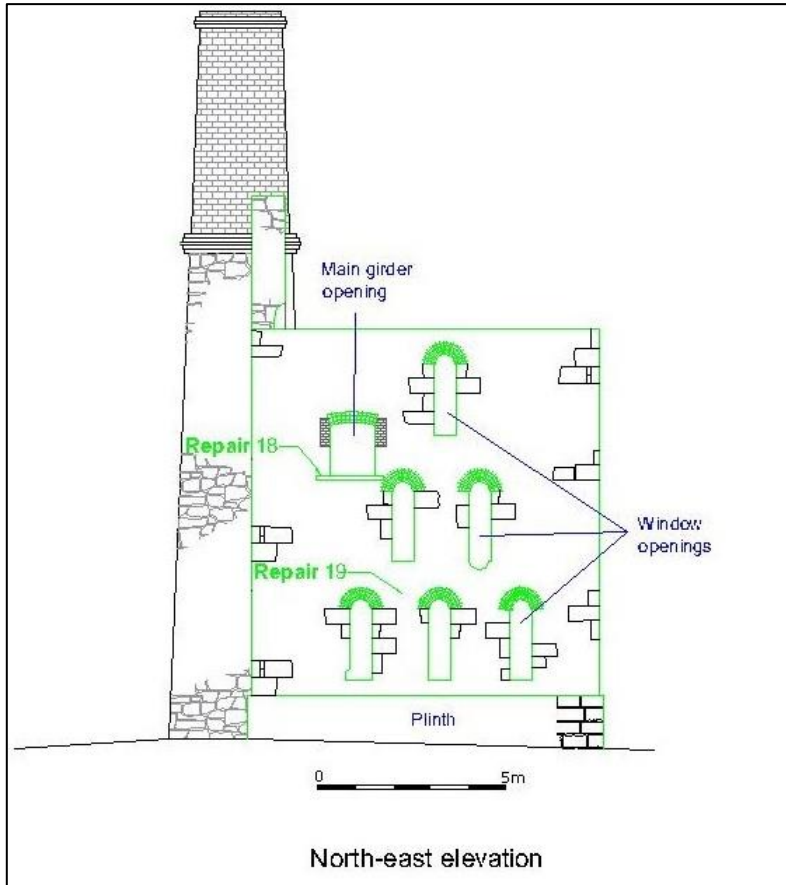 Main girder
opening
Repair 18
Window
openings
Repair 19
Plinth
0 5m
North-east elevation